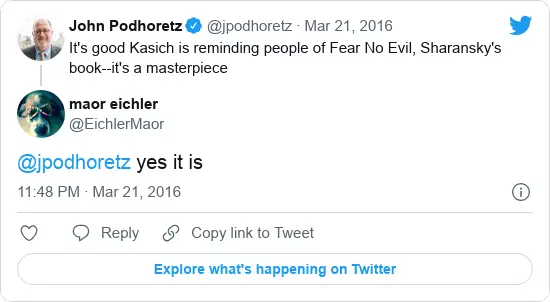 John Podhoretz @jpodhoretz · Mar 21, 2016
It's good Kasich is reminding people of Fear No Evil, Sharansky's
book--it's a masterpiece
maor eichler
@EichlerMaor
@jpodhoretz yes it is
11:48 PM · Mar 21, 2016
Reply Copy link to Tweet
Explore what's happening on Twitter